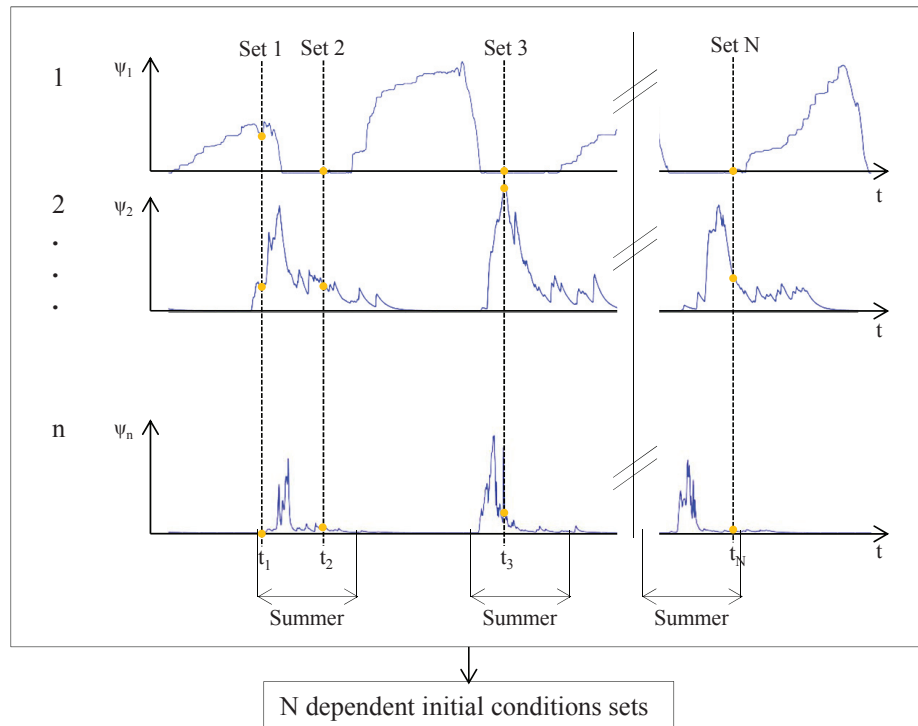 Set 1 Set 2 Set 3 Set N
1 ψ1
t
2 ψ2
.
.
.
t
n ψn
t1 t2 t3 tN t
Summer Summer Summer
N dependent initial conditions sets